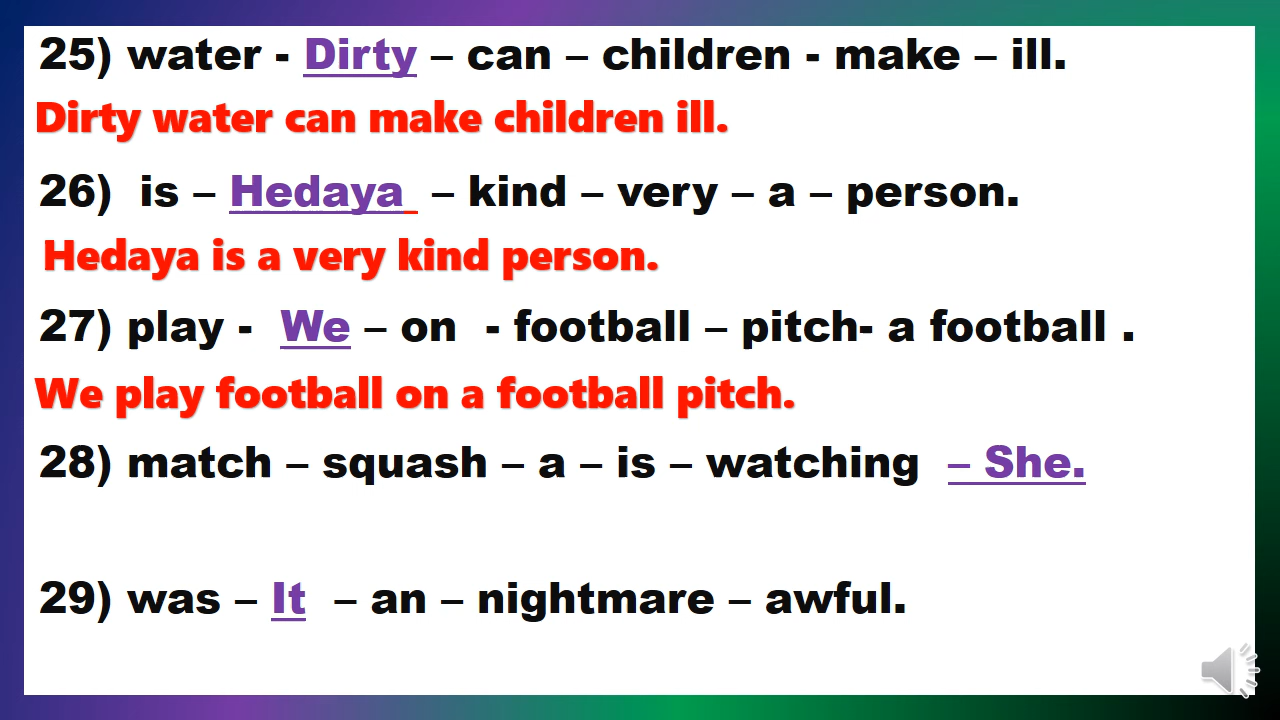 25) water - Dirty – can – children - make – ill.
Dirty water can make children ill.
26) is – Hedaya – kind – very – a – person.
Hedaya is a very kind person.
27) play - We – on - football – pitch- a football .
We play football on a football pitch.
28) match – squash – a – is – watching – She.
29) was – It – an – nightmare – awful.